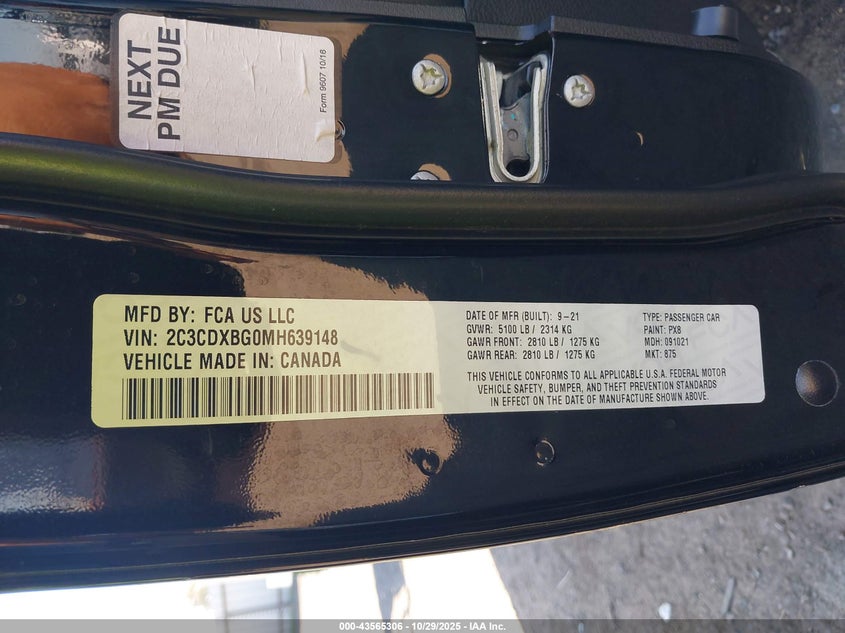 NEXT
PM DUE
Form 9607 10/16
MFD BY: FCA US LLC
VIN: 2C3CDXBG0MH639148
VEHICLE MADE IN: CANADA
DATE OF MFR (BUILT): 9-21
GVWR: 5100 LB / 2314 KG
GAWR FRONT: 2810 LB / 1275 KG
GAWR REAR: 2810 LB / 1275 KG
TYPE: PASSENGER CAR
PAINT: PX8
MDH: 091021
MKT: 875
THIS VEHICLE CONFORMS TO ALL APPLICABLE U.S.A. FEDERAL MOTOR
VEHICLE SAFETY, BUMPER, AND THEFT PREVENTION STANDARDS
IN EFFECT ON THE DATE OF MANUFACTURE SHOWN ABOVE.
000-43565306 - 10/29/2025 - IAA Inc.